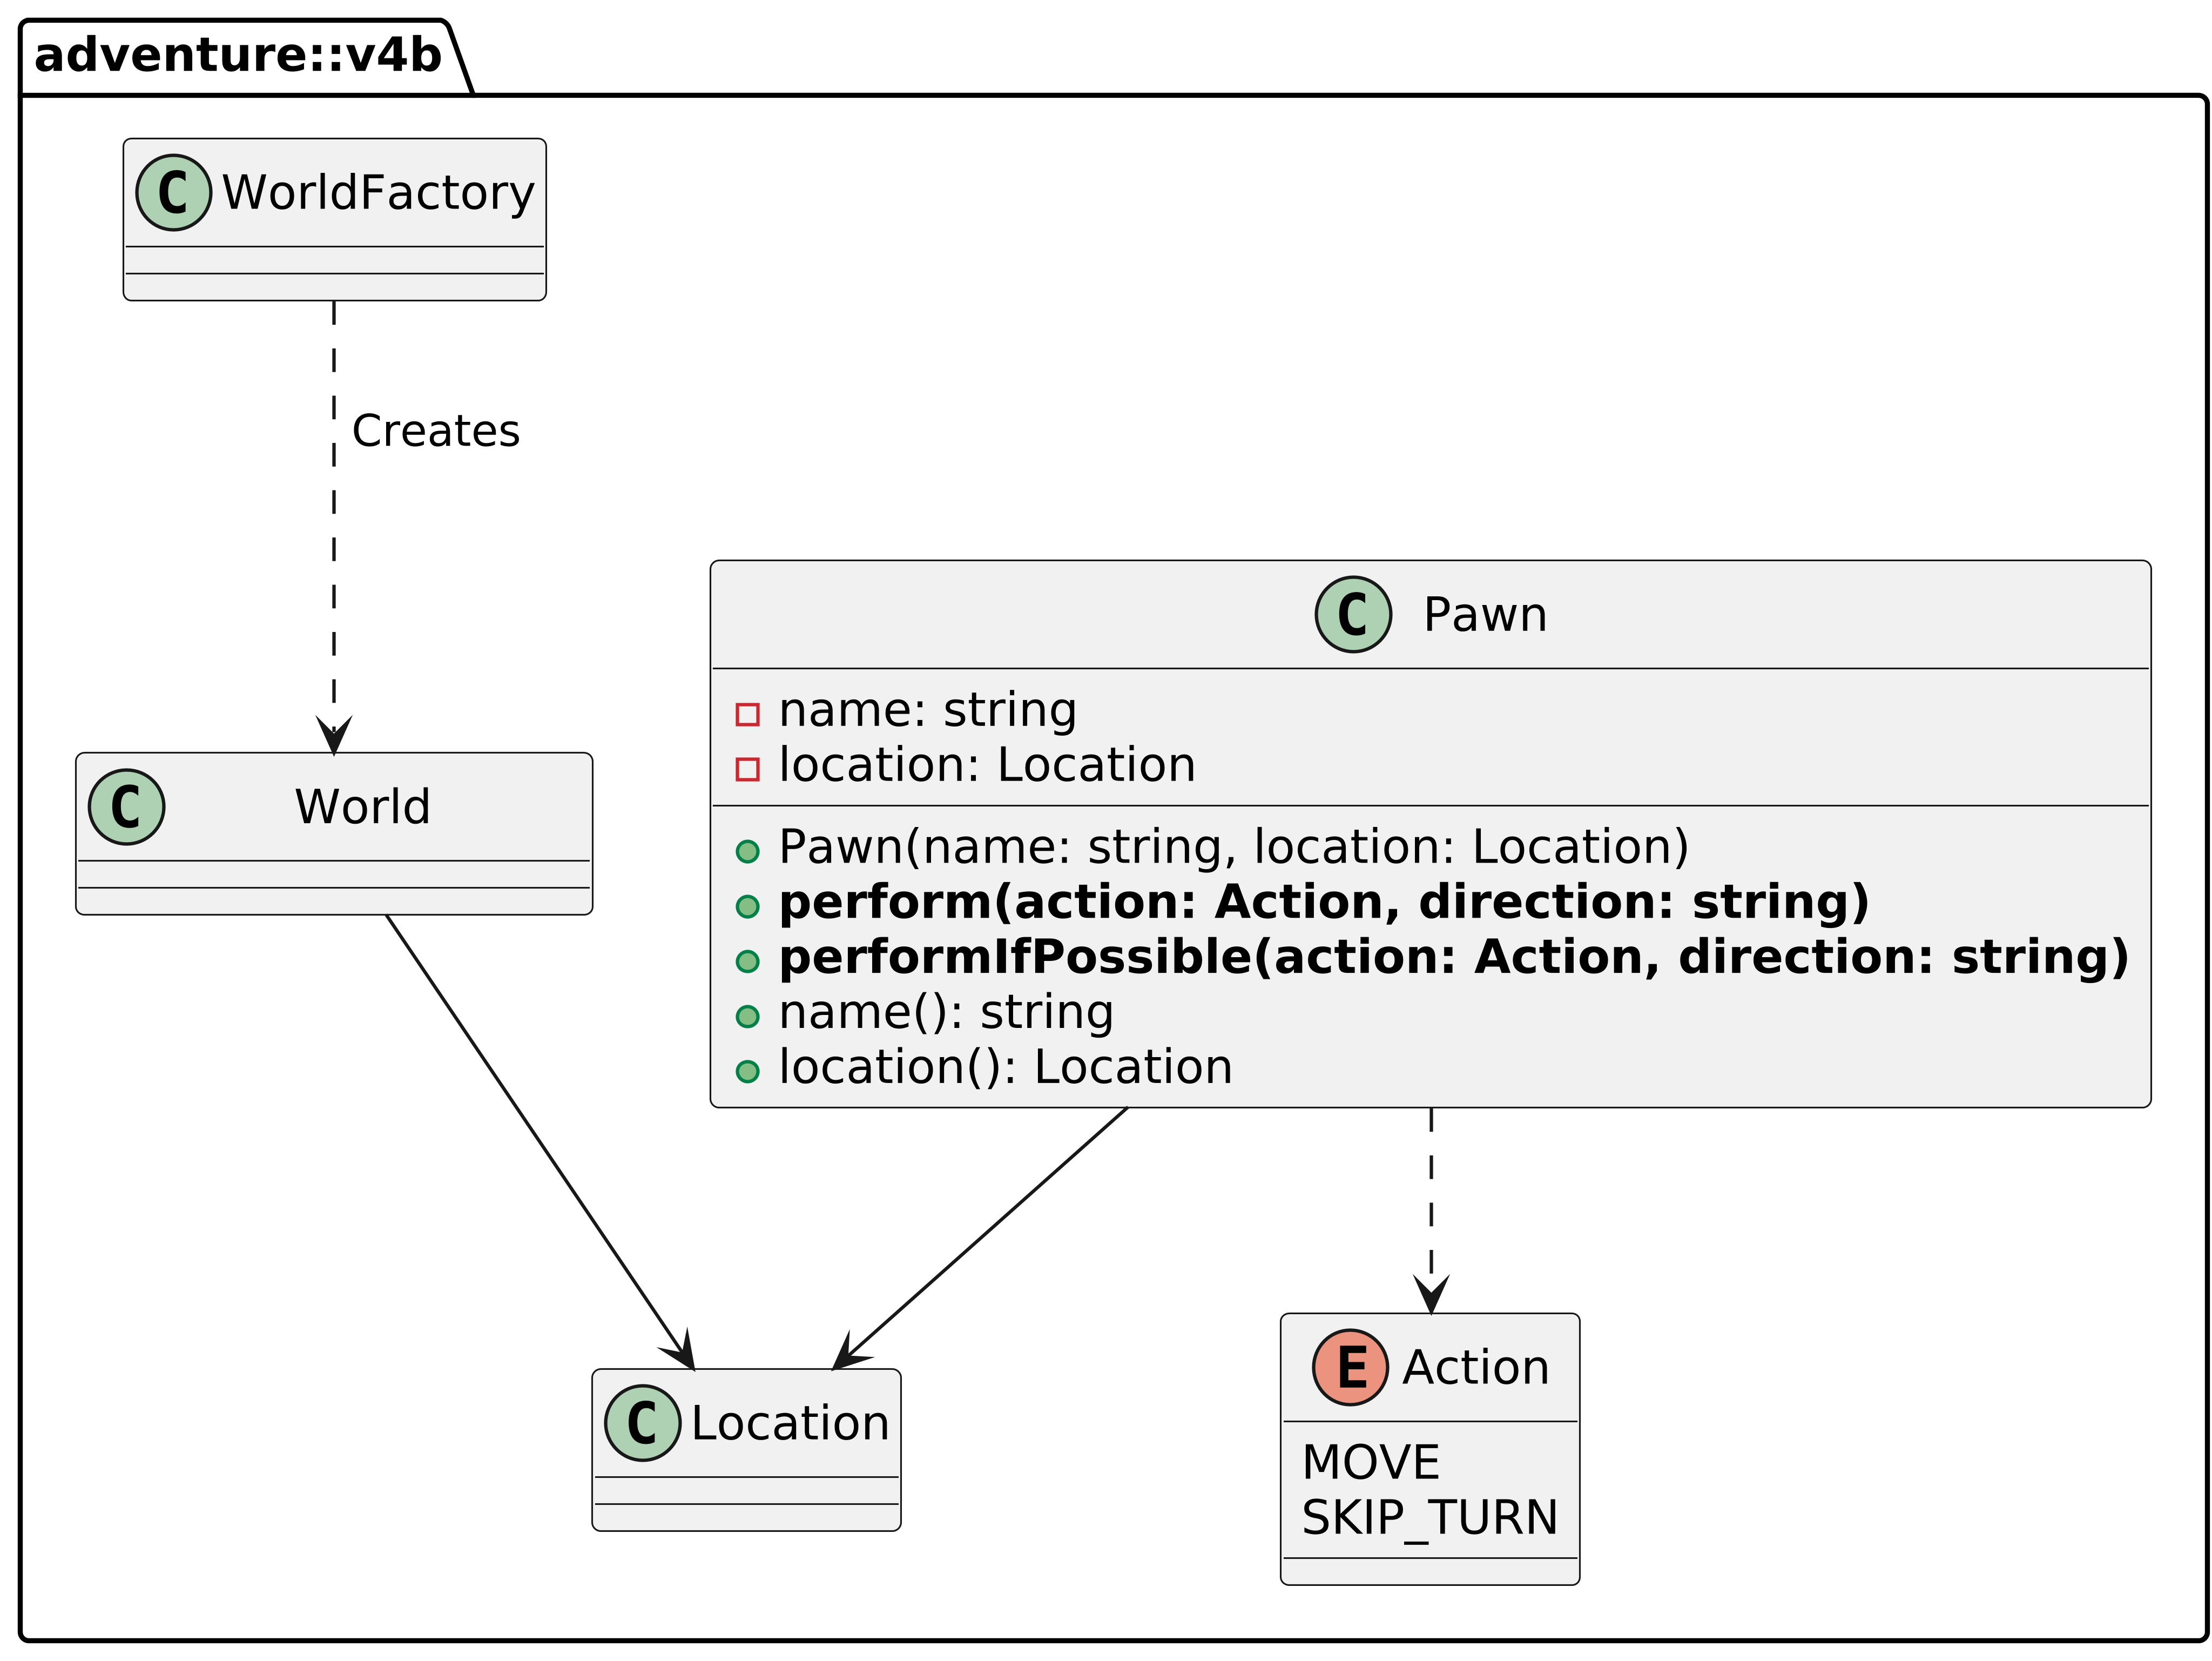 adventure::v4b
C WorldFactory
Creates
C World
C Pawn
name: string
location: Location
Pawn(name: string, location: Location)
perform(action: Action, direction: string)
performIfPossible(action: Action, direction: string)
name(): string
location(): Location
C Location
E Action
MOVE
SKIP_TURN